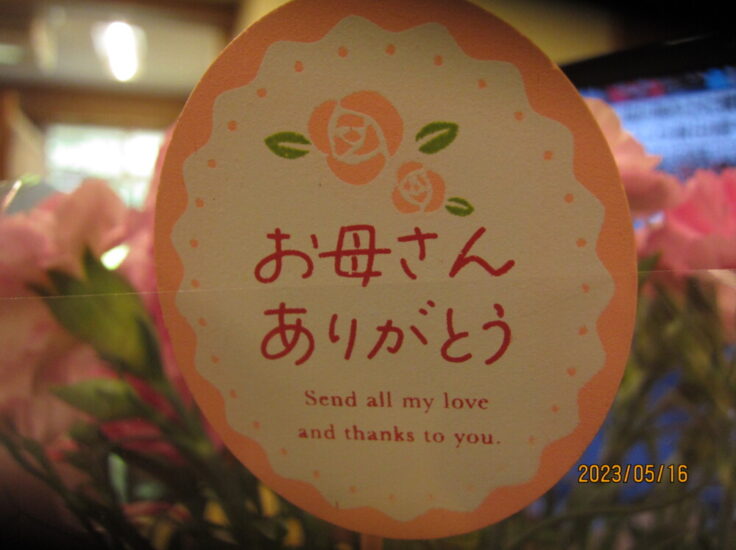 お母さん
ありがとう
Send all my love
and thanks to you.
2023/05/16